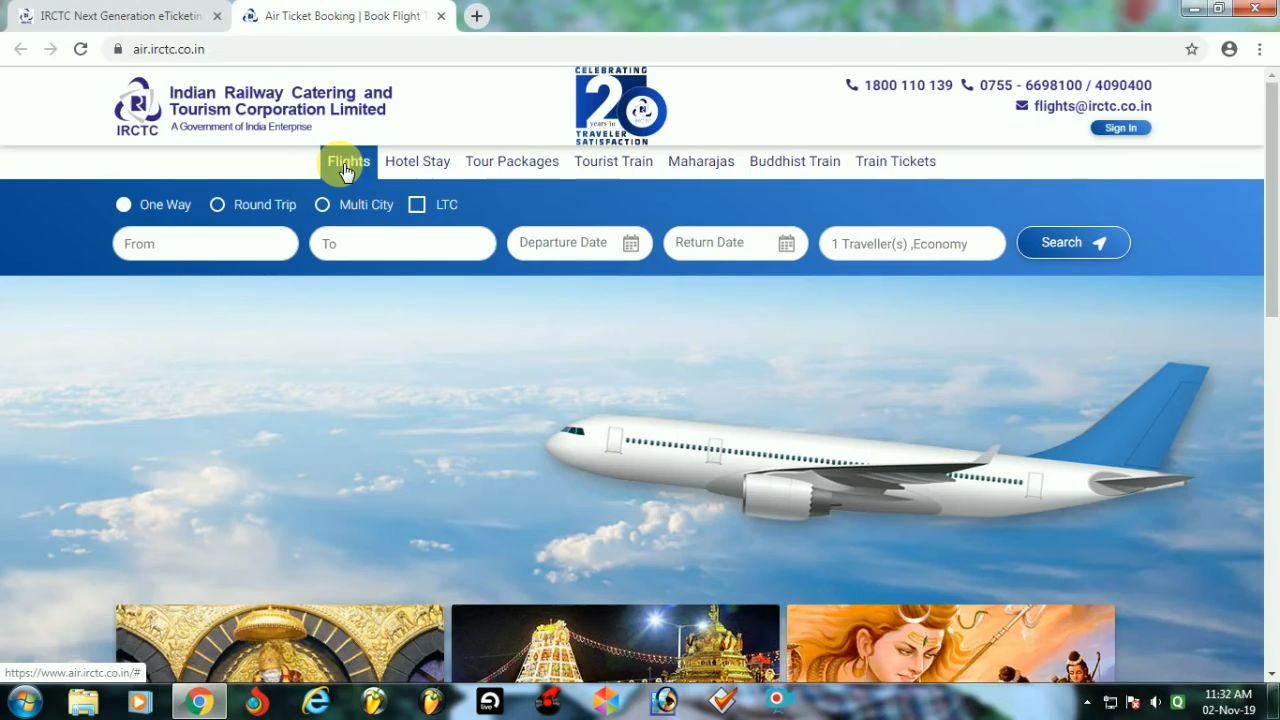 IRCTC Next Generation eTicketin
Air Ticket Booking | Book Flight T
air.irctc.co.in
Indian Railway Catering and
Tourism Corporation Limited
A Government of India Enterprise
IRCTC
CELEBRATING
20
years in
TRAVELER
SATISFACTION
1800 110 139
0755 - 6698100 / 4090400
flights@irctc.co.in
Sign In
Flights
Hotel Stay
Tour Packages
Tourist Train
Maharajas
Buddhist Train
Train Tickets
One Way
Round Trip
Multi City
LTC
From
To
Departure Date
Return Date
1 Traveller(s) ,Economy
Search
https://www.air.irctc.co.in/#
live
11:32 AM
02-Nov-19